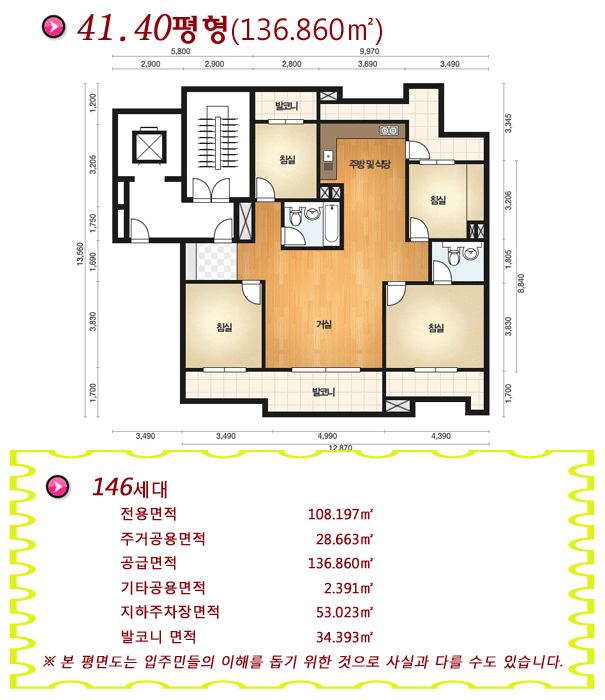 41.40평형(136.860㎡)
5,800 9,970
2,900 2,900 2,800 3,690 3,490
1,200
3,205
1,750
1,690
3,830
1,700
13,560
발코니
침실
주방 및 식당
침실
침실
거실
침실
발코니
3,345
3,206
1,805
8,840
3,830
1,700
3,490 3,490 4,990 4,390
12,870
146세대
전용면적 108.197㎡
주거공용면적 28.663㎡
공급면적 136.860㎡
기타공용면적 2.391㎡
지하주차장면적 53.023㎡
발코니 면적 34.393㎡
※ 본 평면도는 입주민들의 이해를 돕기 위한 것으로 사실과 다를 수도 있습니다.